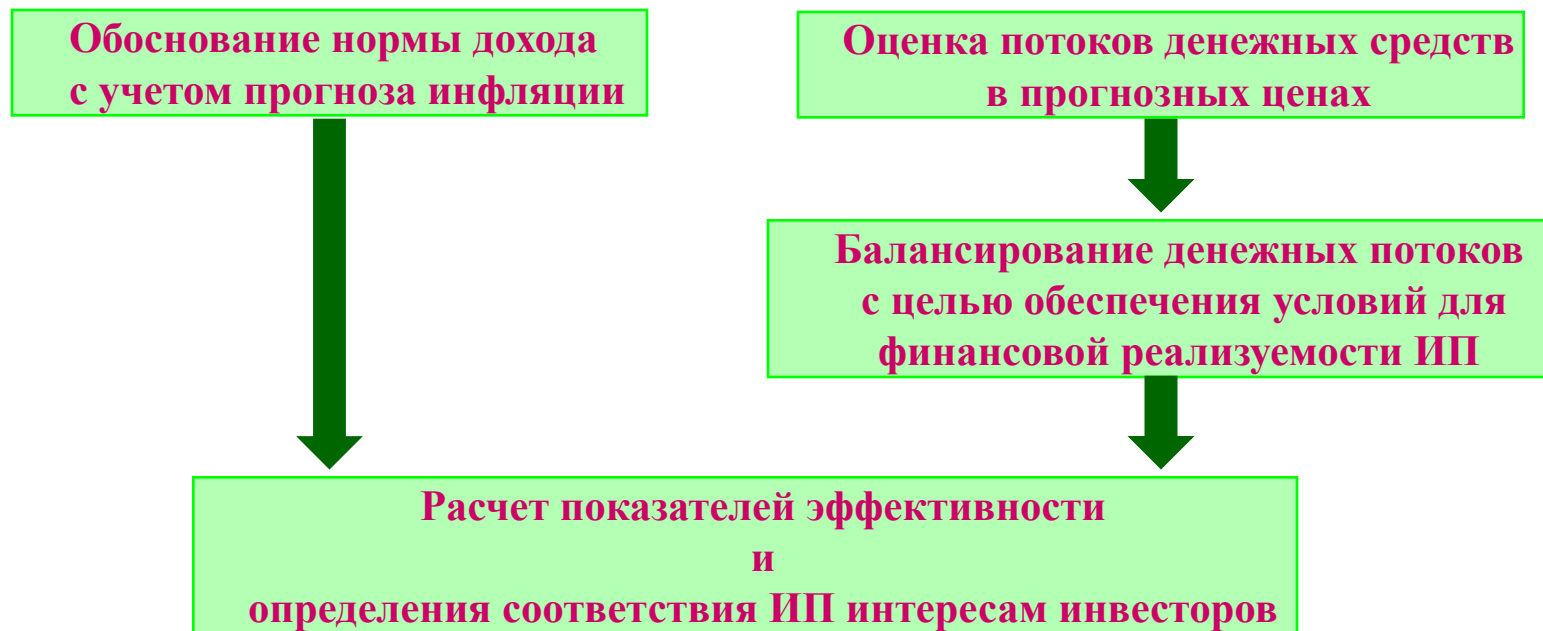 Обоснование нормы дохода
с учетом прогноза инфляции
Оценка потоков денежных средств
в прогнозных ценах
Балансирование денежных потоков
с целью обеспечения условий для
финансовой реализуемости ИП
Расчет показателей эффективности
и
определения соответствия ИП интересам инвесторов